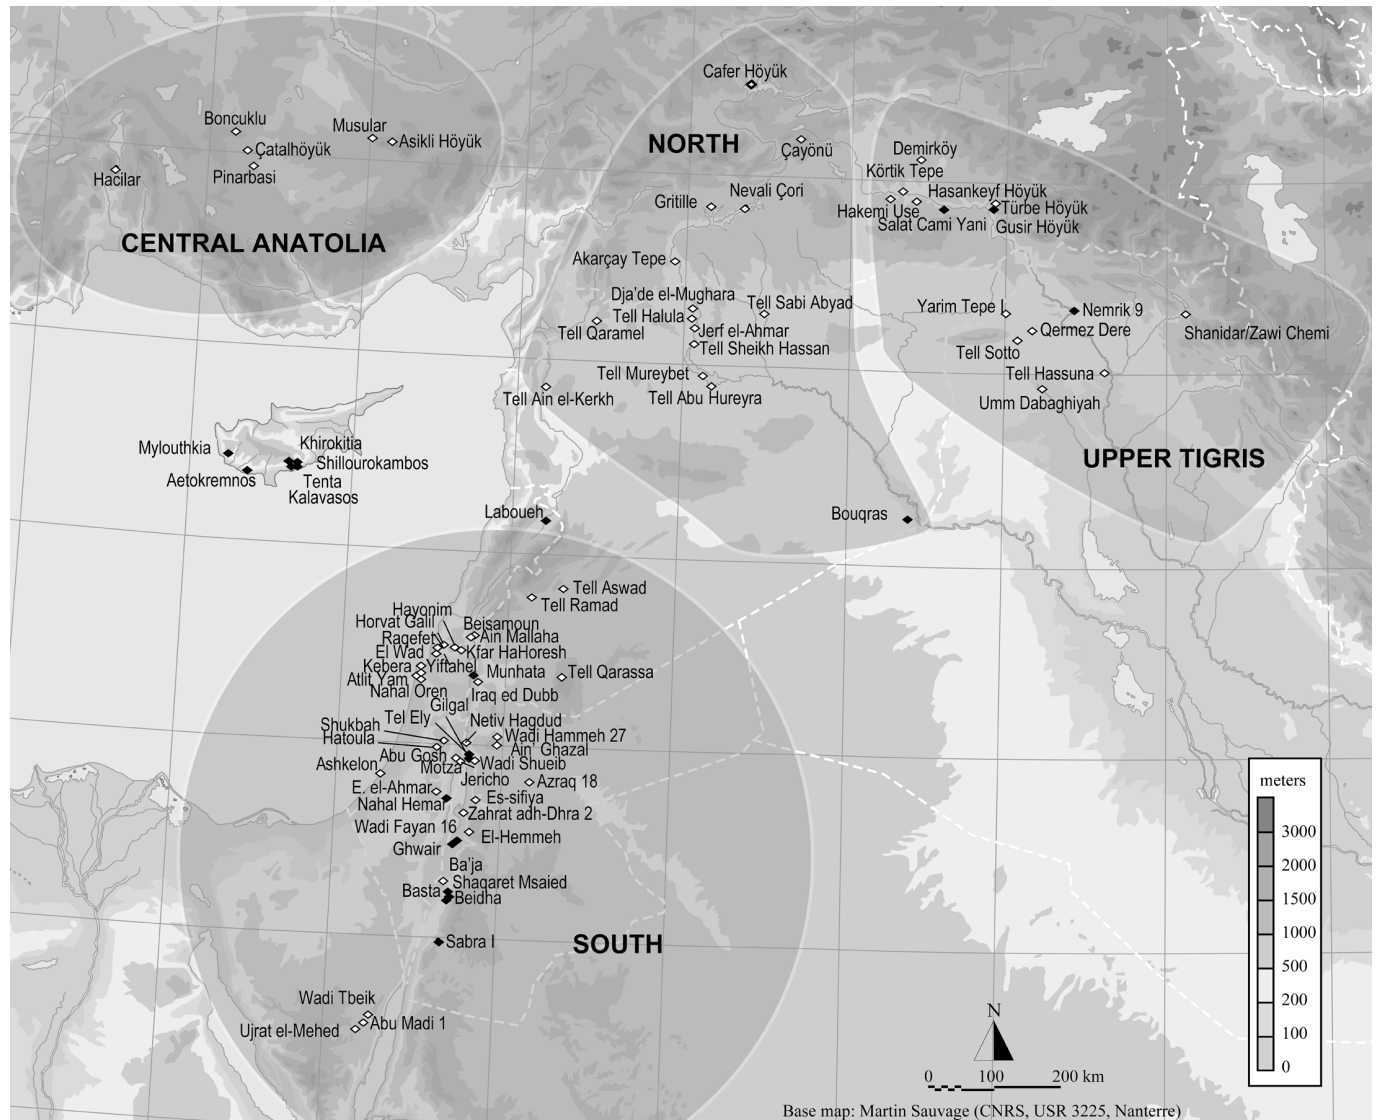 Cafer Höyük
NORTH
Boncuklu
Musular
Asikli Höyük
Çatalhöyük
Hacilar
Pinarbasi
CENTRAL ANATOLIA
Çayönü
Nevali Çori
Gritille
Demirköy
Körtik Tepe
Hasankeyf Höyük
Hakemi Use
Türbe Höyük
Salat Cami Yani
Gusir Höyük
Akarçay Tepe
Dja'de el-Mughara
Tell Sabi Abyad
Tell Halula
Tell Qaramel
Jerf el-Ahmar
Tell Sheikh Hassan
Tell Mureybet
Tell Ain el-Kerkh
Tell Abu Hureyra
Yarim Tepe I
Nemrik 9
Qermez Dere
Shanidar/Zawi Chemi
Tell Sotto
Tell Hassuna
Umm Dabaghiyah
UPPER TIGRIS
Mylouthkia
Khirokitia
Shillourokambos
Aetokremnos
Tenta
Kalavasos
Laboueh
Bouqras
Tell Aswad
Tell Ramad
Hayonim
Horvat Galil
Beisamoun
Raqefet
Ain Mallaha
El Wad
Kfar HaHoresh
Kebera
Yiftahel
Munhata
Tell Qarassa
Atlit Yam
Nahal Oren
Iraq ed Dubb
Gilgal
Tel Ely
Netiv Hagdud
Shukbah
Wadi Hammeh 27
Hatoula
Ain' Ghazal
Abu Gosh
Wadi Shueib
Ashkelon
Motza
Jericho
Azraq 18
E. el-Ahmar
Es-sifiya
Nahal Hemar
Zahrat adh-Dhra 2
Wadi Fayan 16
El-Hemmeh
Ghwair
Ba'ja
Shaqaret Msaied
Basta
Beidha
Sabra I
SOUTH
Wadi Tbeik
Abu Madi 1
Ujrat el-Mehed
meters
3000
2000
1500
1000
500
200
100
0
N
0 100 200 km
Base map: Martin Sauvage (CNRS, USR 3225, Nanterre)